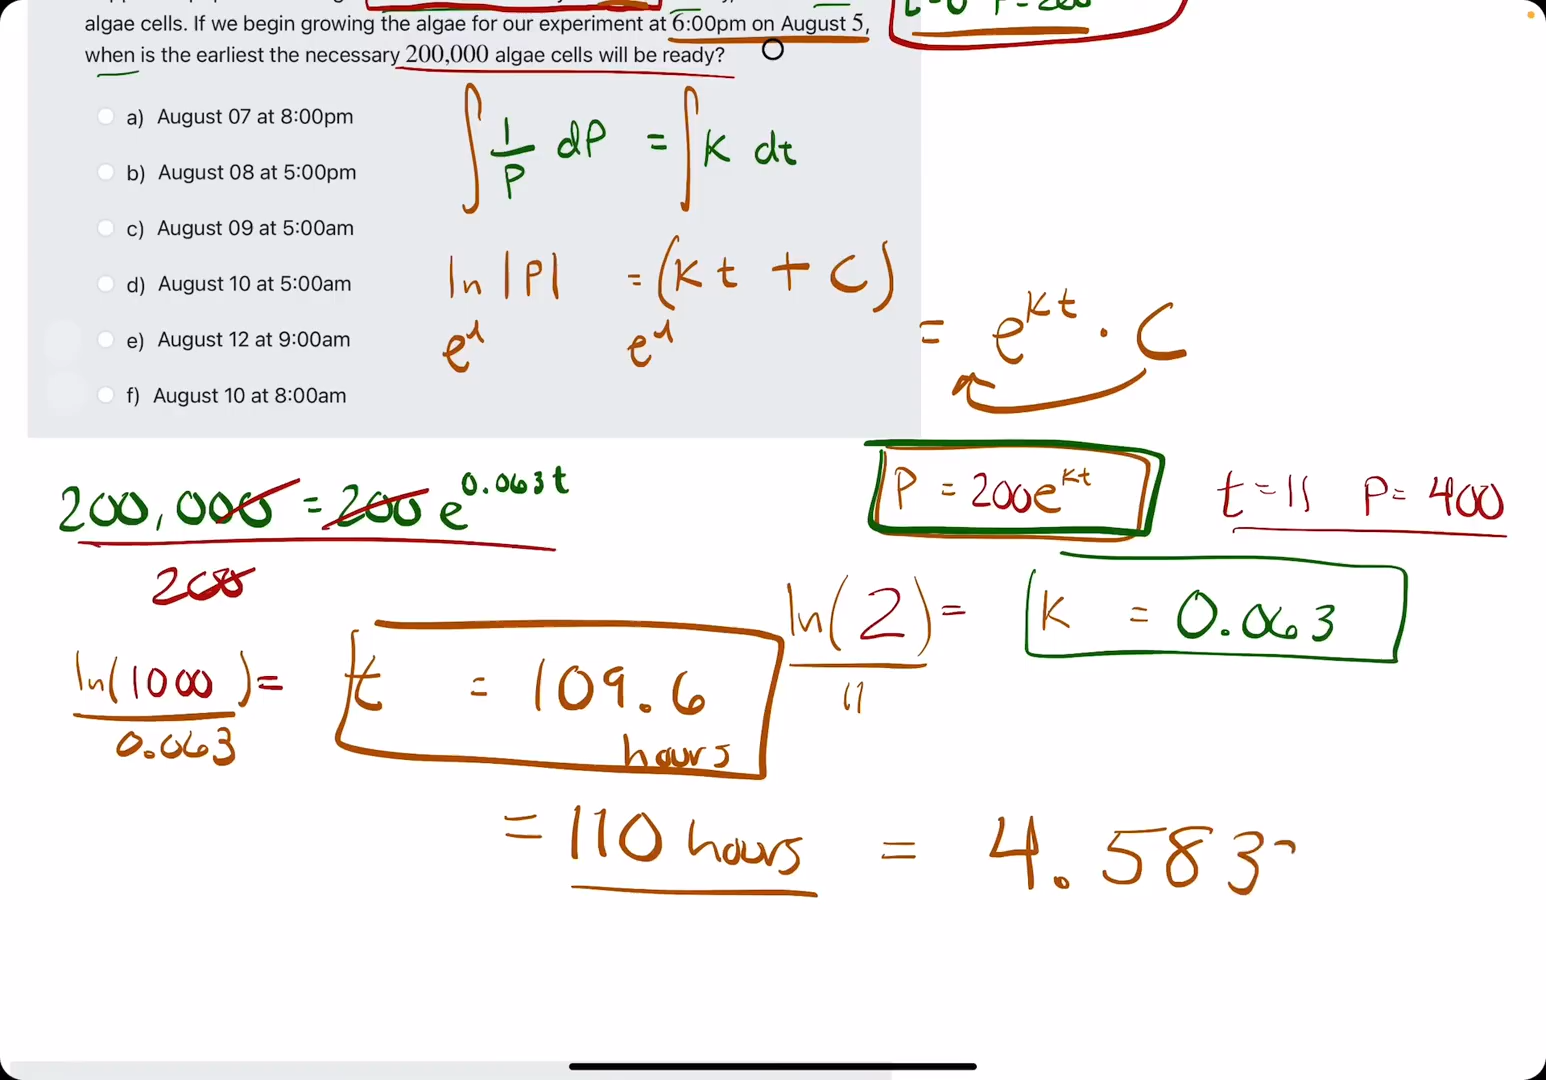 algae cells. If we begin growing the algae for our experiment at 6:00pm on August 5,
when is the earliest the necessary 200,000 algae cells will be ready?
a) August 07 at 8:00pm
b) August 08 at 5:00pm
c) August 09 at 5:00am
d) August 10 at 5:00am
e) August 12 at 9:00am
f) August 10 at 8:00am
∫ 1/P dP = ∫ K dt
ln |P| = (Kt + C)
e^ e^ = e^{Kt} · C
P = 200e^{Kt} t=11 P= 400
200,000 = 200 e^{0.063t}
200
ln(2)/11 = K = 0.063
ln(1000)/0.063 = t = 109.6
hours
= 110 hours = 4.583